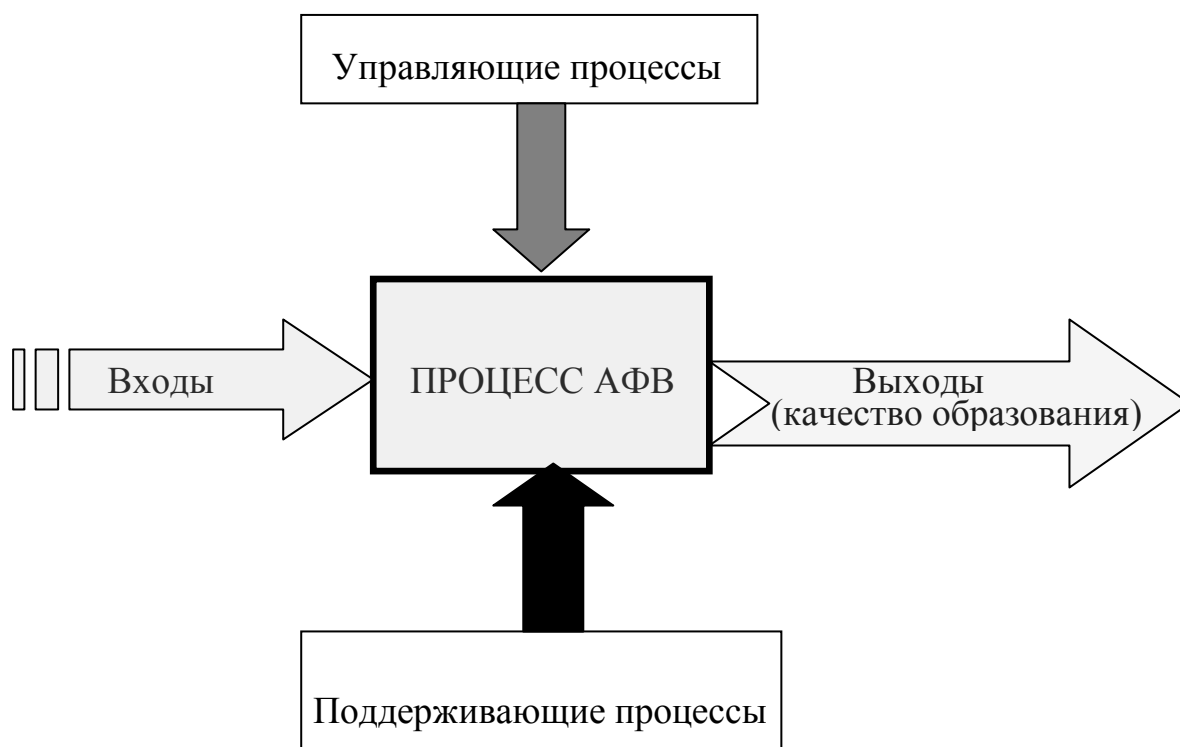 Управляющие процессы
Входы
ПРОЦЕСС АФВ
Выходы
(качество образования)
Поддерживающие процессы